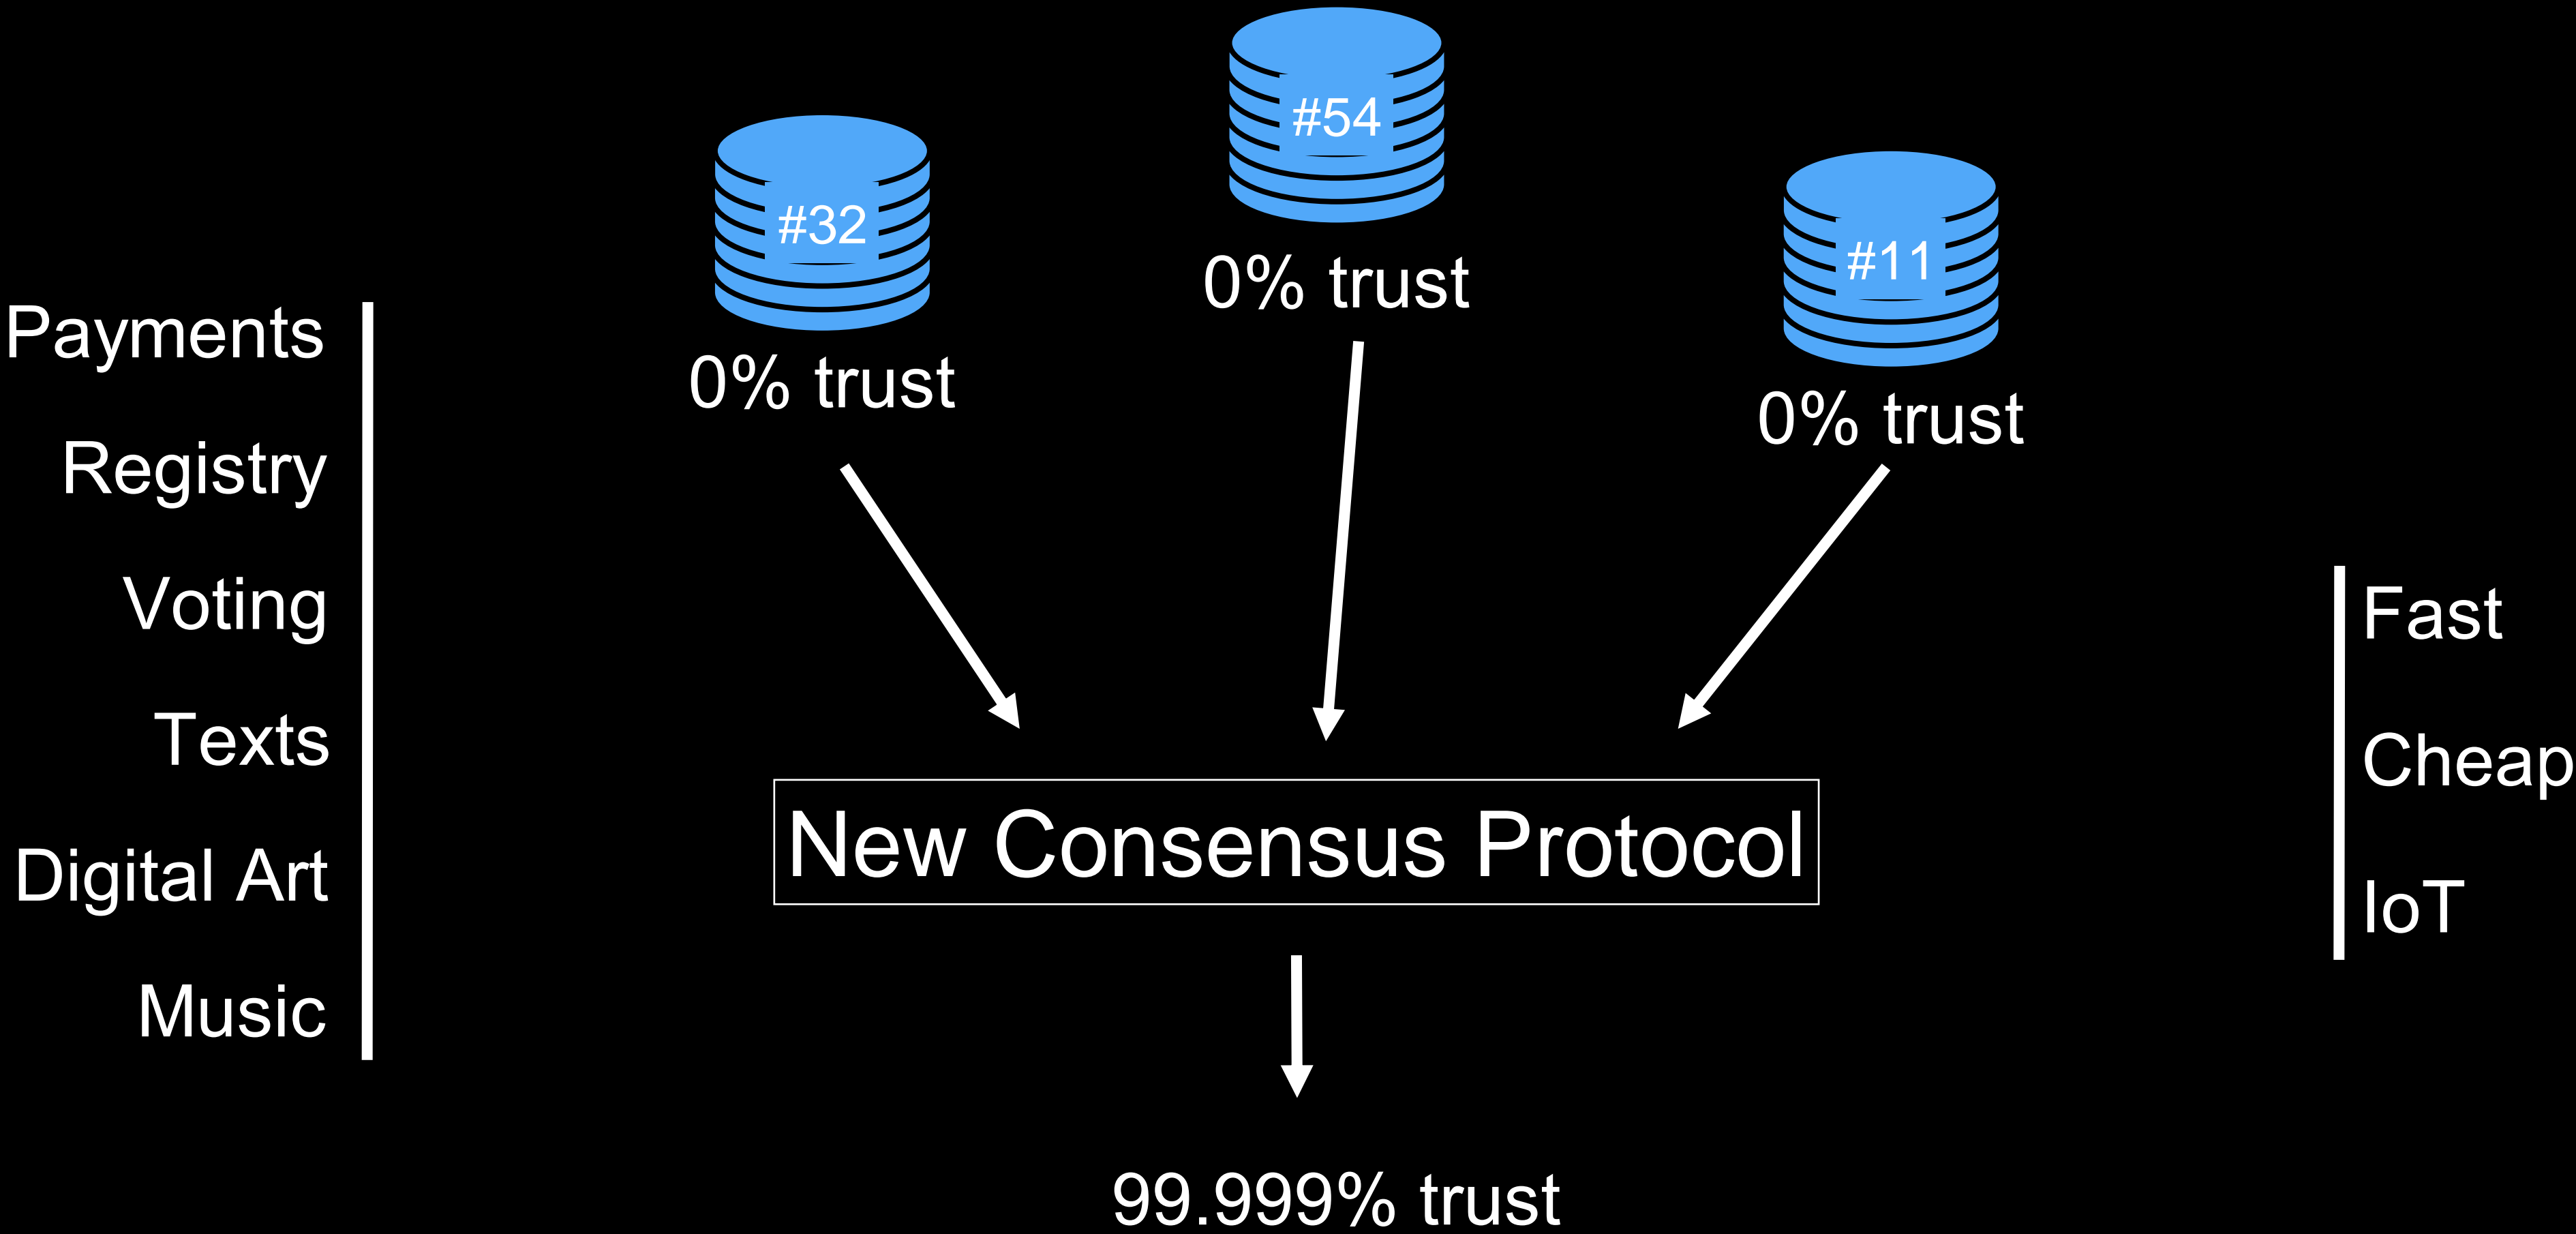 #54
#32
#11
0% trust
0% trust
0% trust
Payments
Registry
Voting
Texts
Digital Art
Music
New Consensus Protocol
99.999% trust
Fast
Cheap
IoT